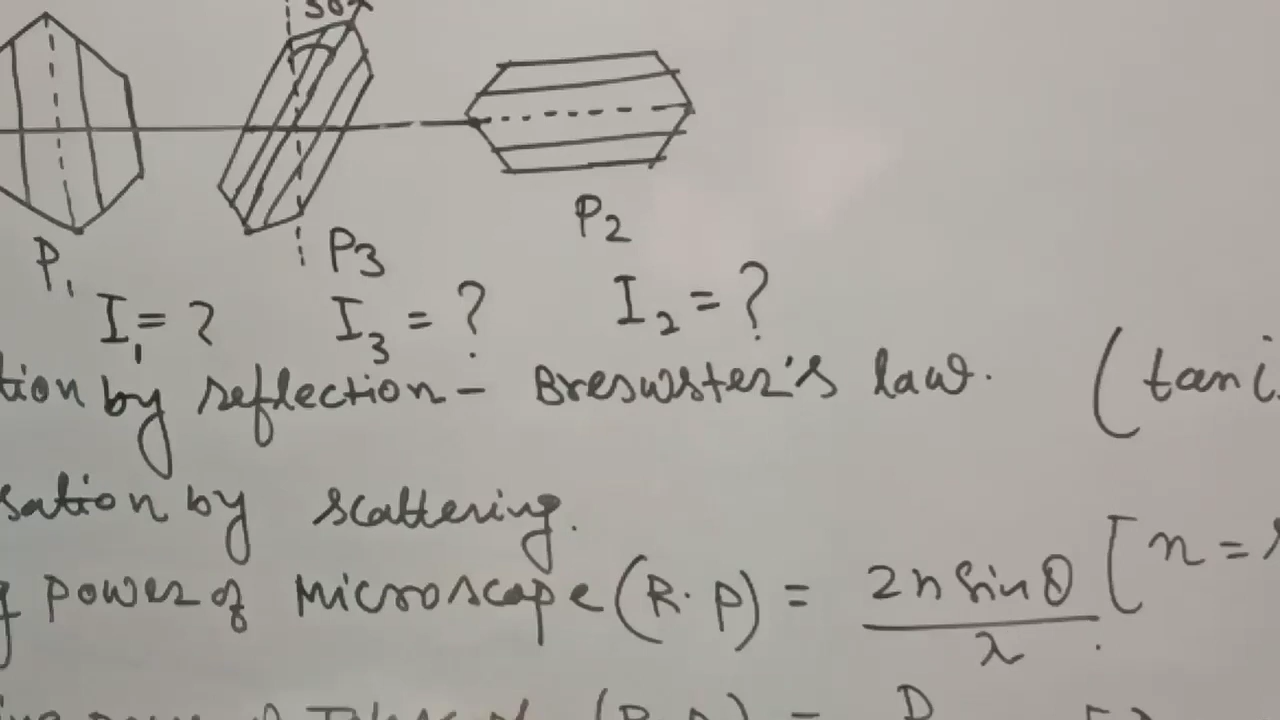 30°
P₁ P3 P₂
I₁ = ? I₃ = ? I₂ = ?
tion by reflection - Breswster's law. (tan i
sation by scattering.
g power of Microscope (R.P) = 2n sin θ / λ [n =
(R.P) = D